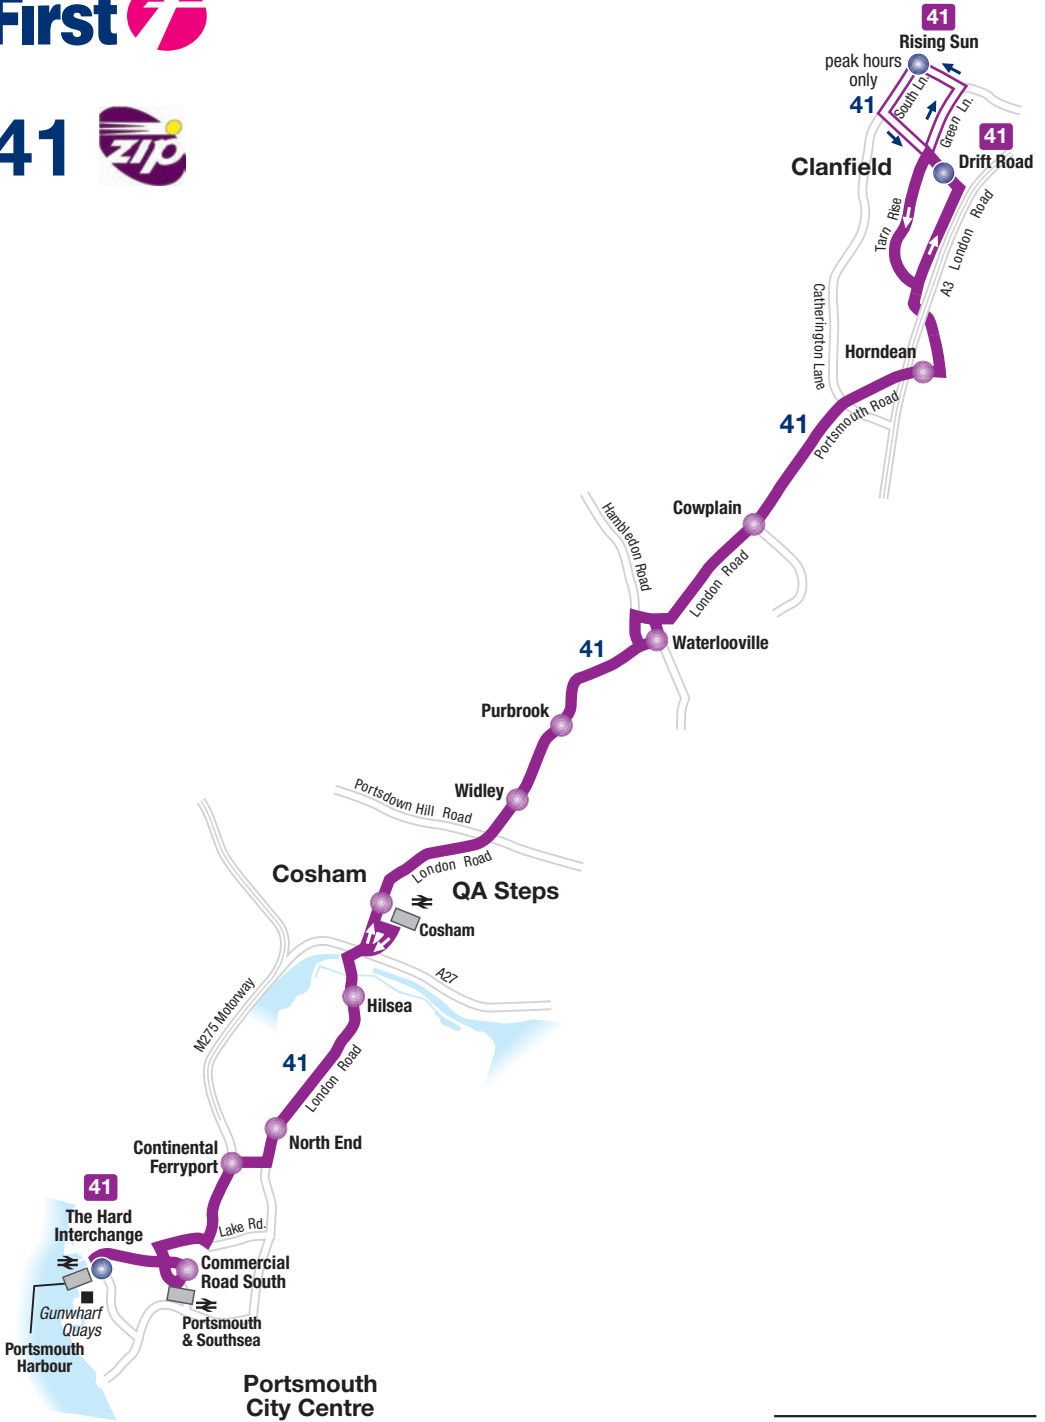 First
41 zip
41
Rising Sun
peak hours
only
41
South Ln.
Green Ln.
41
Drift Road
Clanfield
Tarn Rise
A3 London Road
Catherington Lane
Horndean
Portsmouth Road
41
Cowplain
Hambledon Road
London Road
Waterlooville
41
Purbrook
Widley
Portsdown Hill Road
London Road
Cosham
QA Steps
Cosham
A27
M275 Motorway
Hilsea
41
London Road
North End
Continental
Ferryport
41
The Hard
Interchange
Lake Rd.
Commercial
Road South
Gunwharf
Quays
Portsmouth
& Southsea
Portsmouth
Harbour
Portsmouth
City Centre